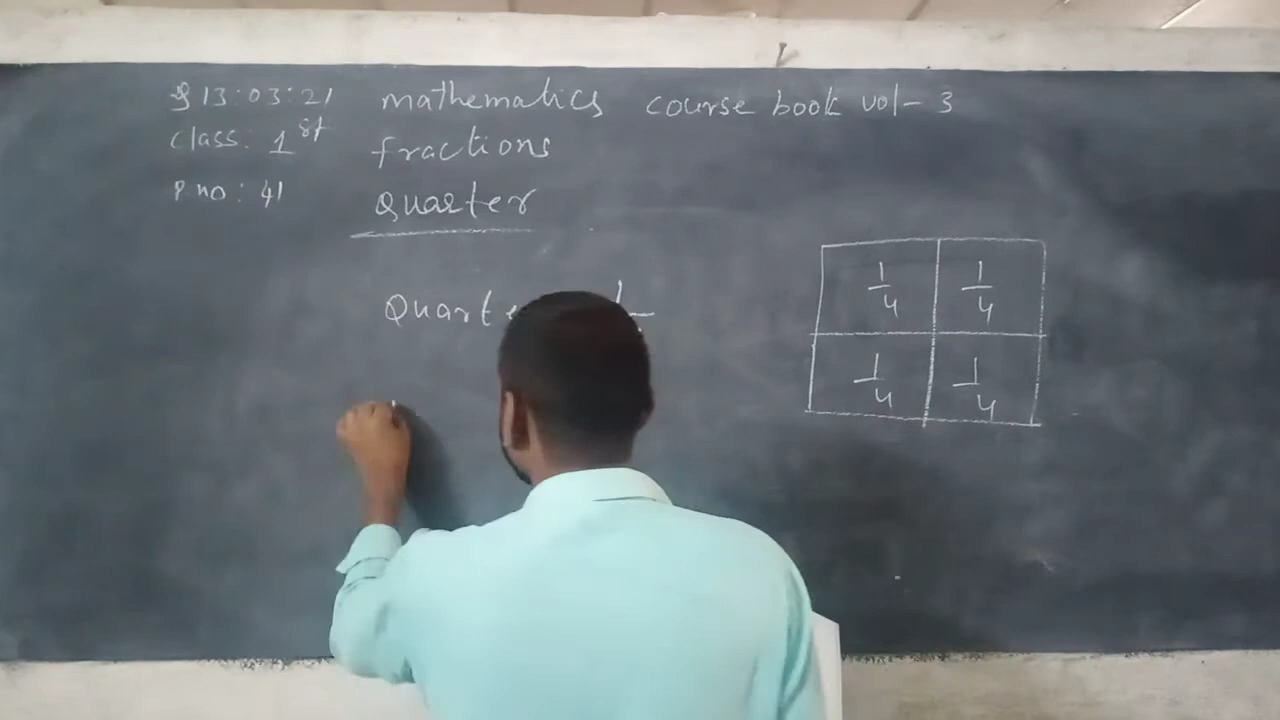 13:03:21 mathematics course book vol-3
class: 1st fractions
P no: 41 Quarter
1
1/4 1/4
1/4 1/4